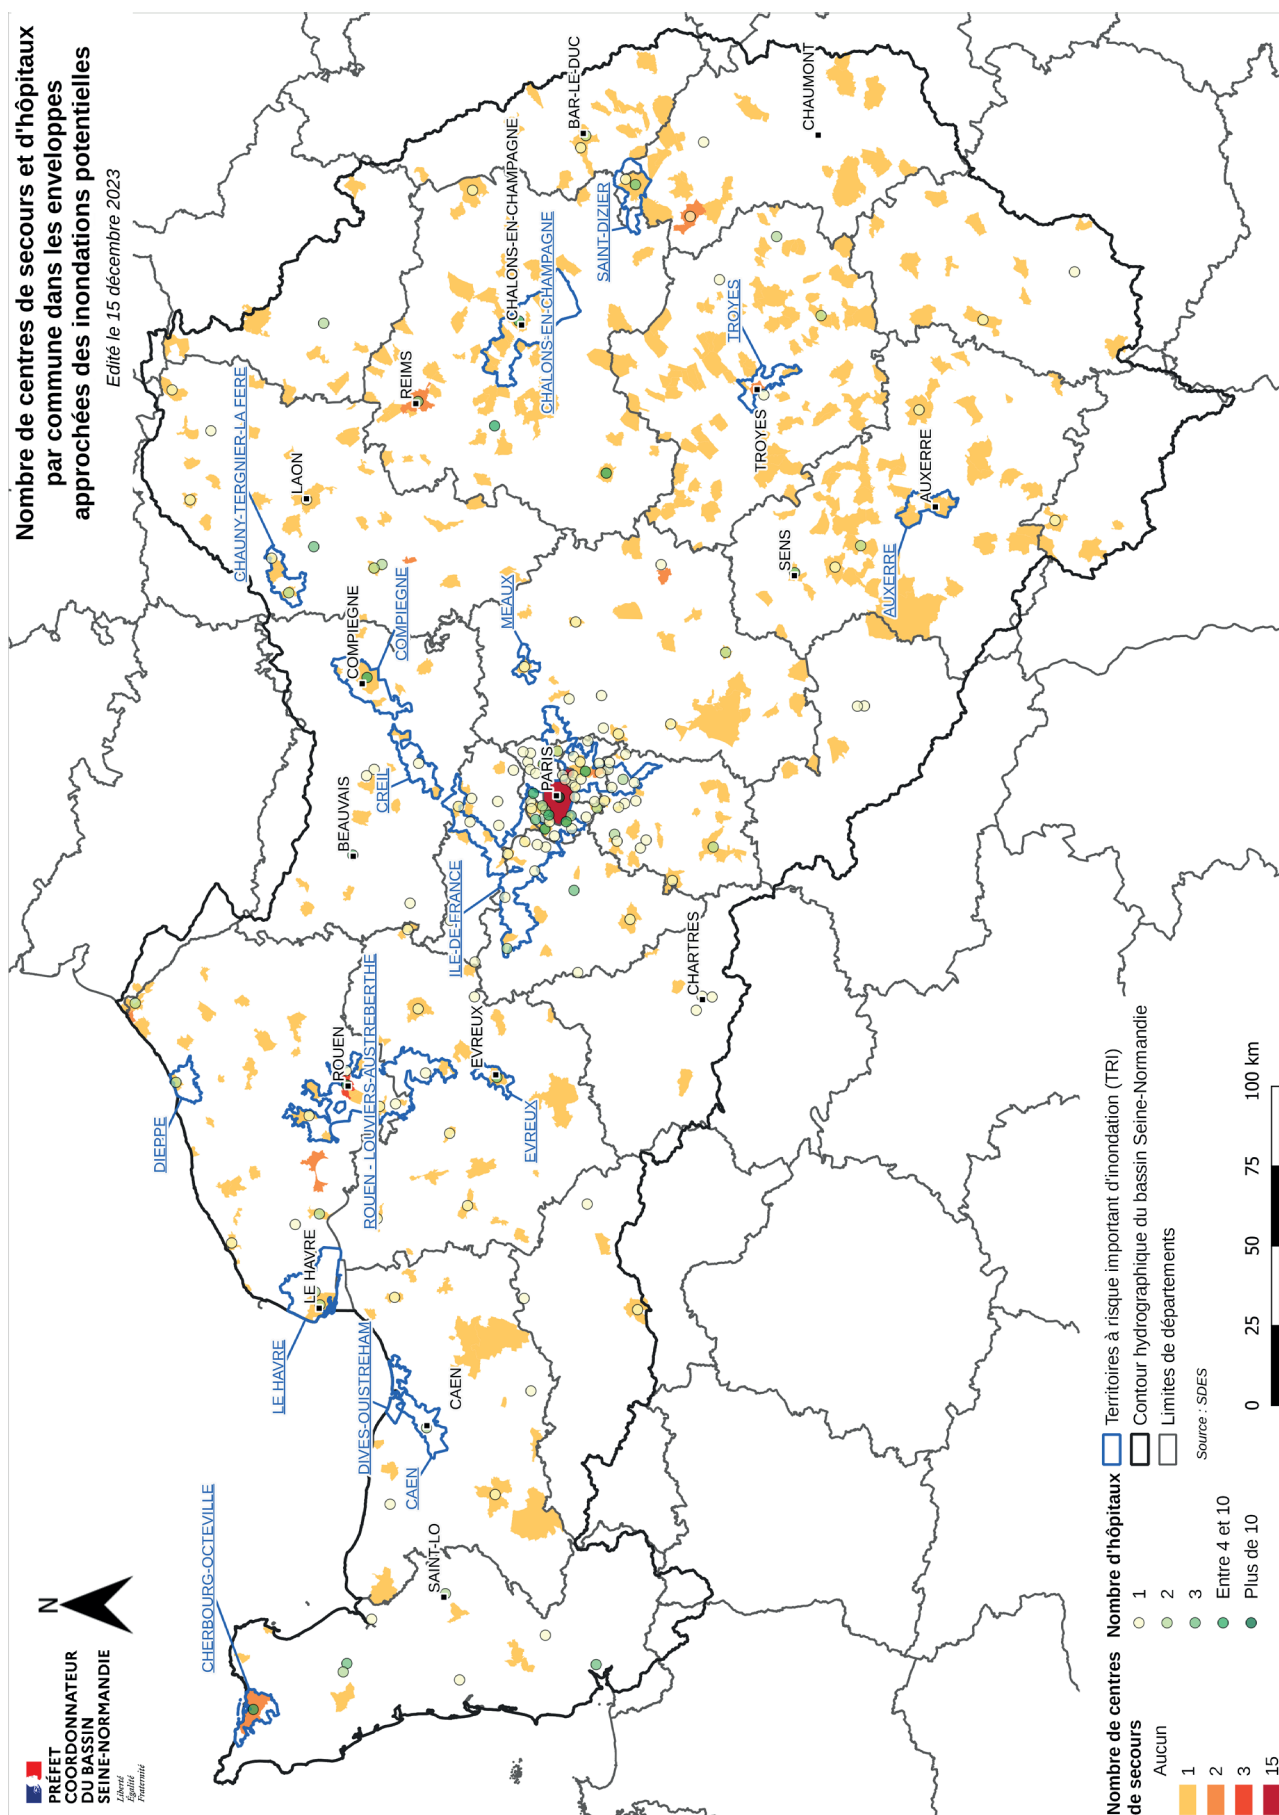 PRÉFET
COORDONNATEUR
DU BASSIN
SEINE-NORMANDIE
Liberté
Égalité
Fraternité
N
Nombre de centres de secours et d'hôpitaux
par commune dans les enveloppes
approchées des inondations potentielles
Edité le 15 décembre 2023
CHERBOURG-OCTEVILLE
SAINT-LO
CAEN
DIVES-OUISTREHAM
CAEN
LE HAVRE
LE HAVRE
DIEPPE
ROUEN
ROUEN - LOUVIERS-AUSTREBERTHE
EVREUX
EVREUX
CHARTRES
ILE-DE-FRANCE
BEAUVAIS
CREIL
PARIS
COMPIEGNE
COMPIEGNE
MEAUX
CHAUNY-TERGNIER-LA FERE
LAON
REIMS
CHALONS-EN-CHAMPAGNE
CHALONS-EN-CHAMPAGNE
SAINT-DIZIER
BAR-LE-DUC
CHAUMONT
TROYES
TROYES
SENS
AUXERRE
AUXERRE
Nombre de centres
de secours
Aucun
1
2
3
15
Nombre d'hôpitaux
1
2
3
Entre 4 et 10
Plus de 10
Territoires à risque important d'inondation (TRI)
Contour hydrographique du bassin Seine-Normandie
Limites de départements
Source : SDES
0
25
50
75
100 km